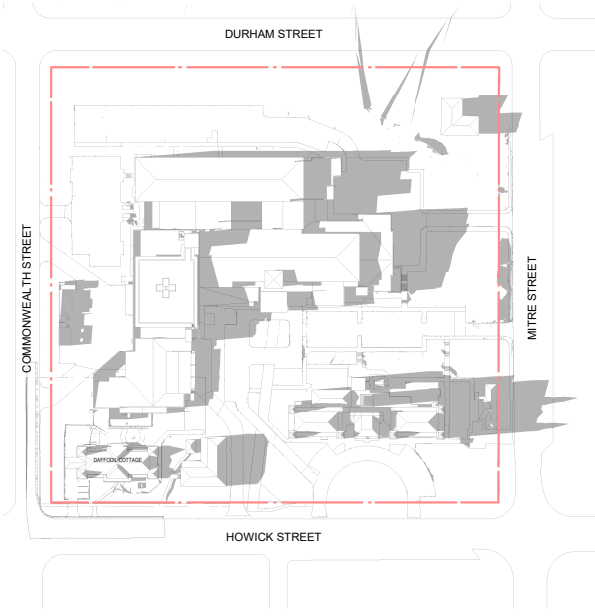 DURHAM STREET
COMMONWEALTH STREET
MITRE STREET
DAFFODIL COTTAGE
HOWICK STREET